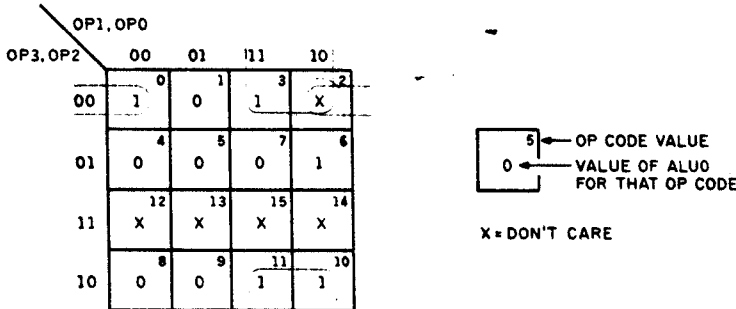 OP1,OP0
OP3,OP2 00 01 11 10
00 0 1 1 0 3 1 2 X
01 4 0 5 0 7 0 6 1
11 12 X 13 X 15 X 14 X
10 8 0 9 0 11 1 10 1
5 OP CODE VALUE
0 VALUE OF ALU0
FOR THAT OP CODE
X = DON'T CARE